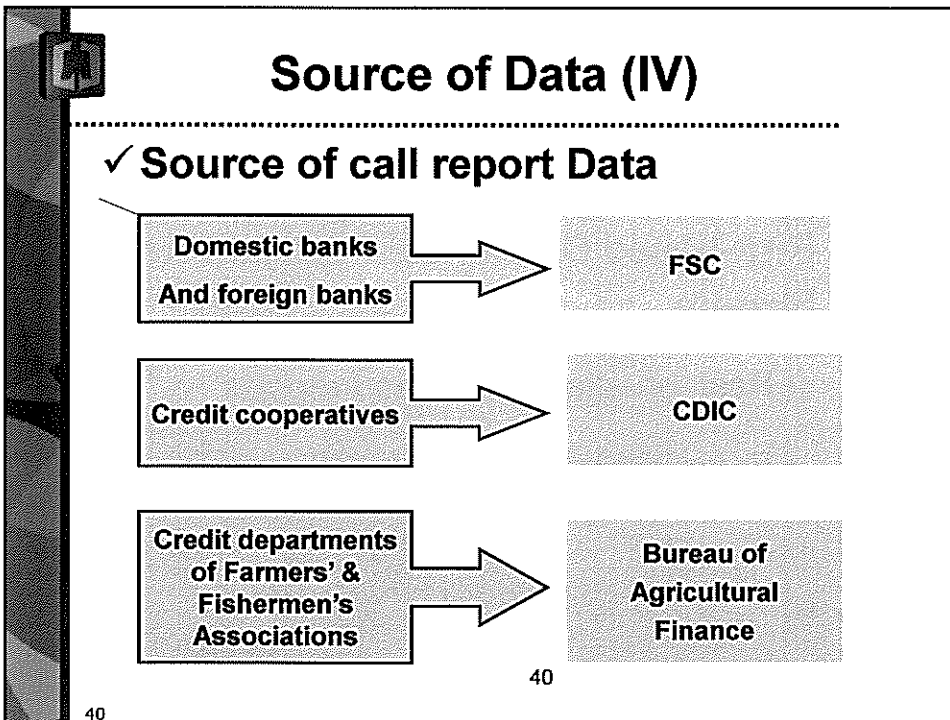 Source of Data (IV)
✓ Source of call report Data
Domestic banks
And foreign banks
FSC
Credit cooperatives
CDIC
Credit departments
of Farmers' &
Fishermen's
Associations
Bureau of
Agricultural
Finance
40
40